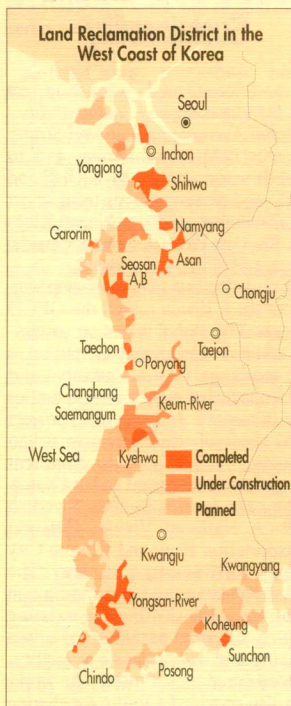 Land Reclamation District in the
West Coast of Korea
Seoul
Inchon
Yongjong
Shihwa
Garorim
Namyang
Seosan
A,B
Asan
Chongju
Taechon
Taejon
Poryong
Changhang
Keum-River
Saemangum
West Sea
Kyehwa
Completed
Under Construction
Planned
Kwangju
Kwangyang
Yongsan-River
Koheung
Sunchon
Chindo
Posong